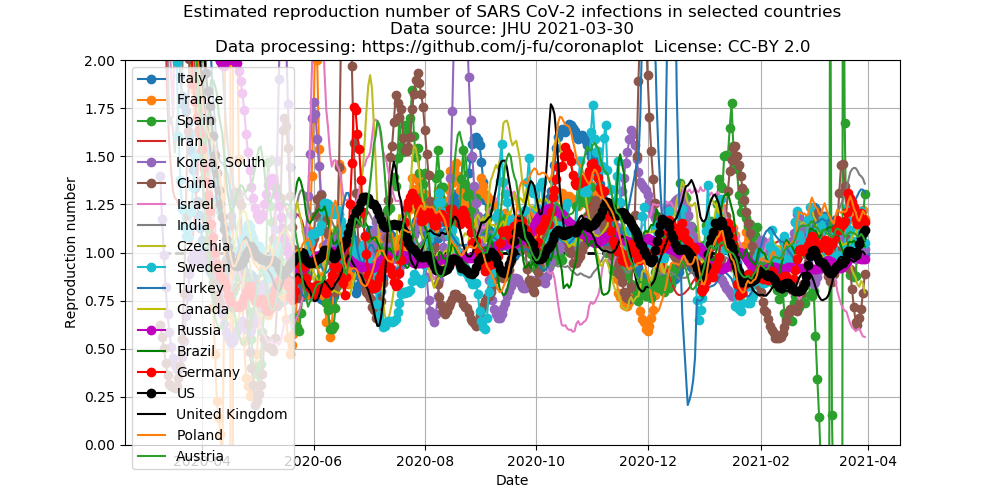 Estimated reproduction number of SARS CoV-2 infections in selected countries
Data source: JHU 2021-03-30
Data processing: https://github.com/j-fu/coronaplot License: CC-BY 2.0
Reproduction number
2.00
1.75
1.50
1.25
1.00
0.75
0.50
0.25
0.00
Italy
France
Spain
Iran
Korea, South
China
Israel
India
Czechia
Sweden
Turkey
Canada
Russia
Brazil
Germany
US
United Kingdom
Poland
Austria
2020-04
2020-06
2020-08
2020-10
2020-12
2021-02
2021-04
Date